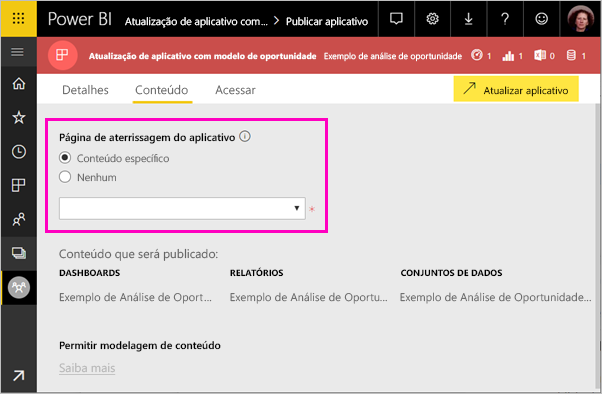 Power BI Atualização de aplicativo com... > Publicar aplicativo ?
Atualização de aplicativo com modelo de oportunidade Exemplo de análise de oportunidade 1 1 0 1
Detalhes Conteúdo Acessar Atualizar aplicativo
Página de aterrissagem do aplicativo
Conteúdo específico
Nenhum
*
Conteúdo que será publicado:
DASHBOARDS RELATÓRIOS CONJUNTOS DE DADOS
Exemplo de Análise de Oport... Exemplo de Análise de Oportu... Exemplo de Análise de Oportunidade...
Permitir modelagem de conteúdo
Saiba mais